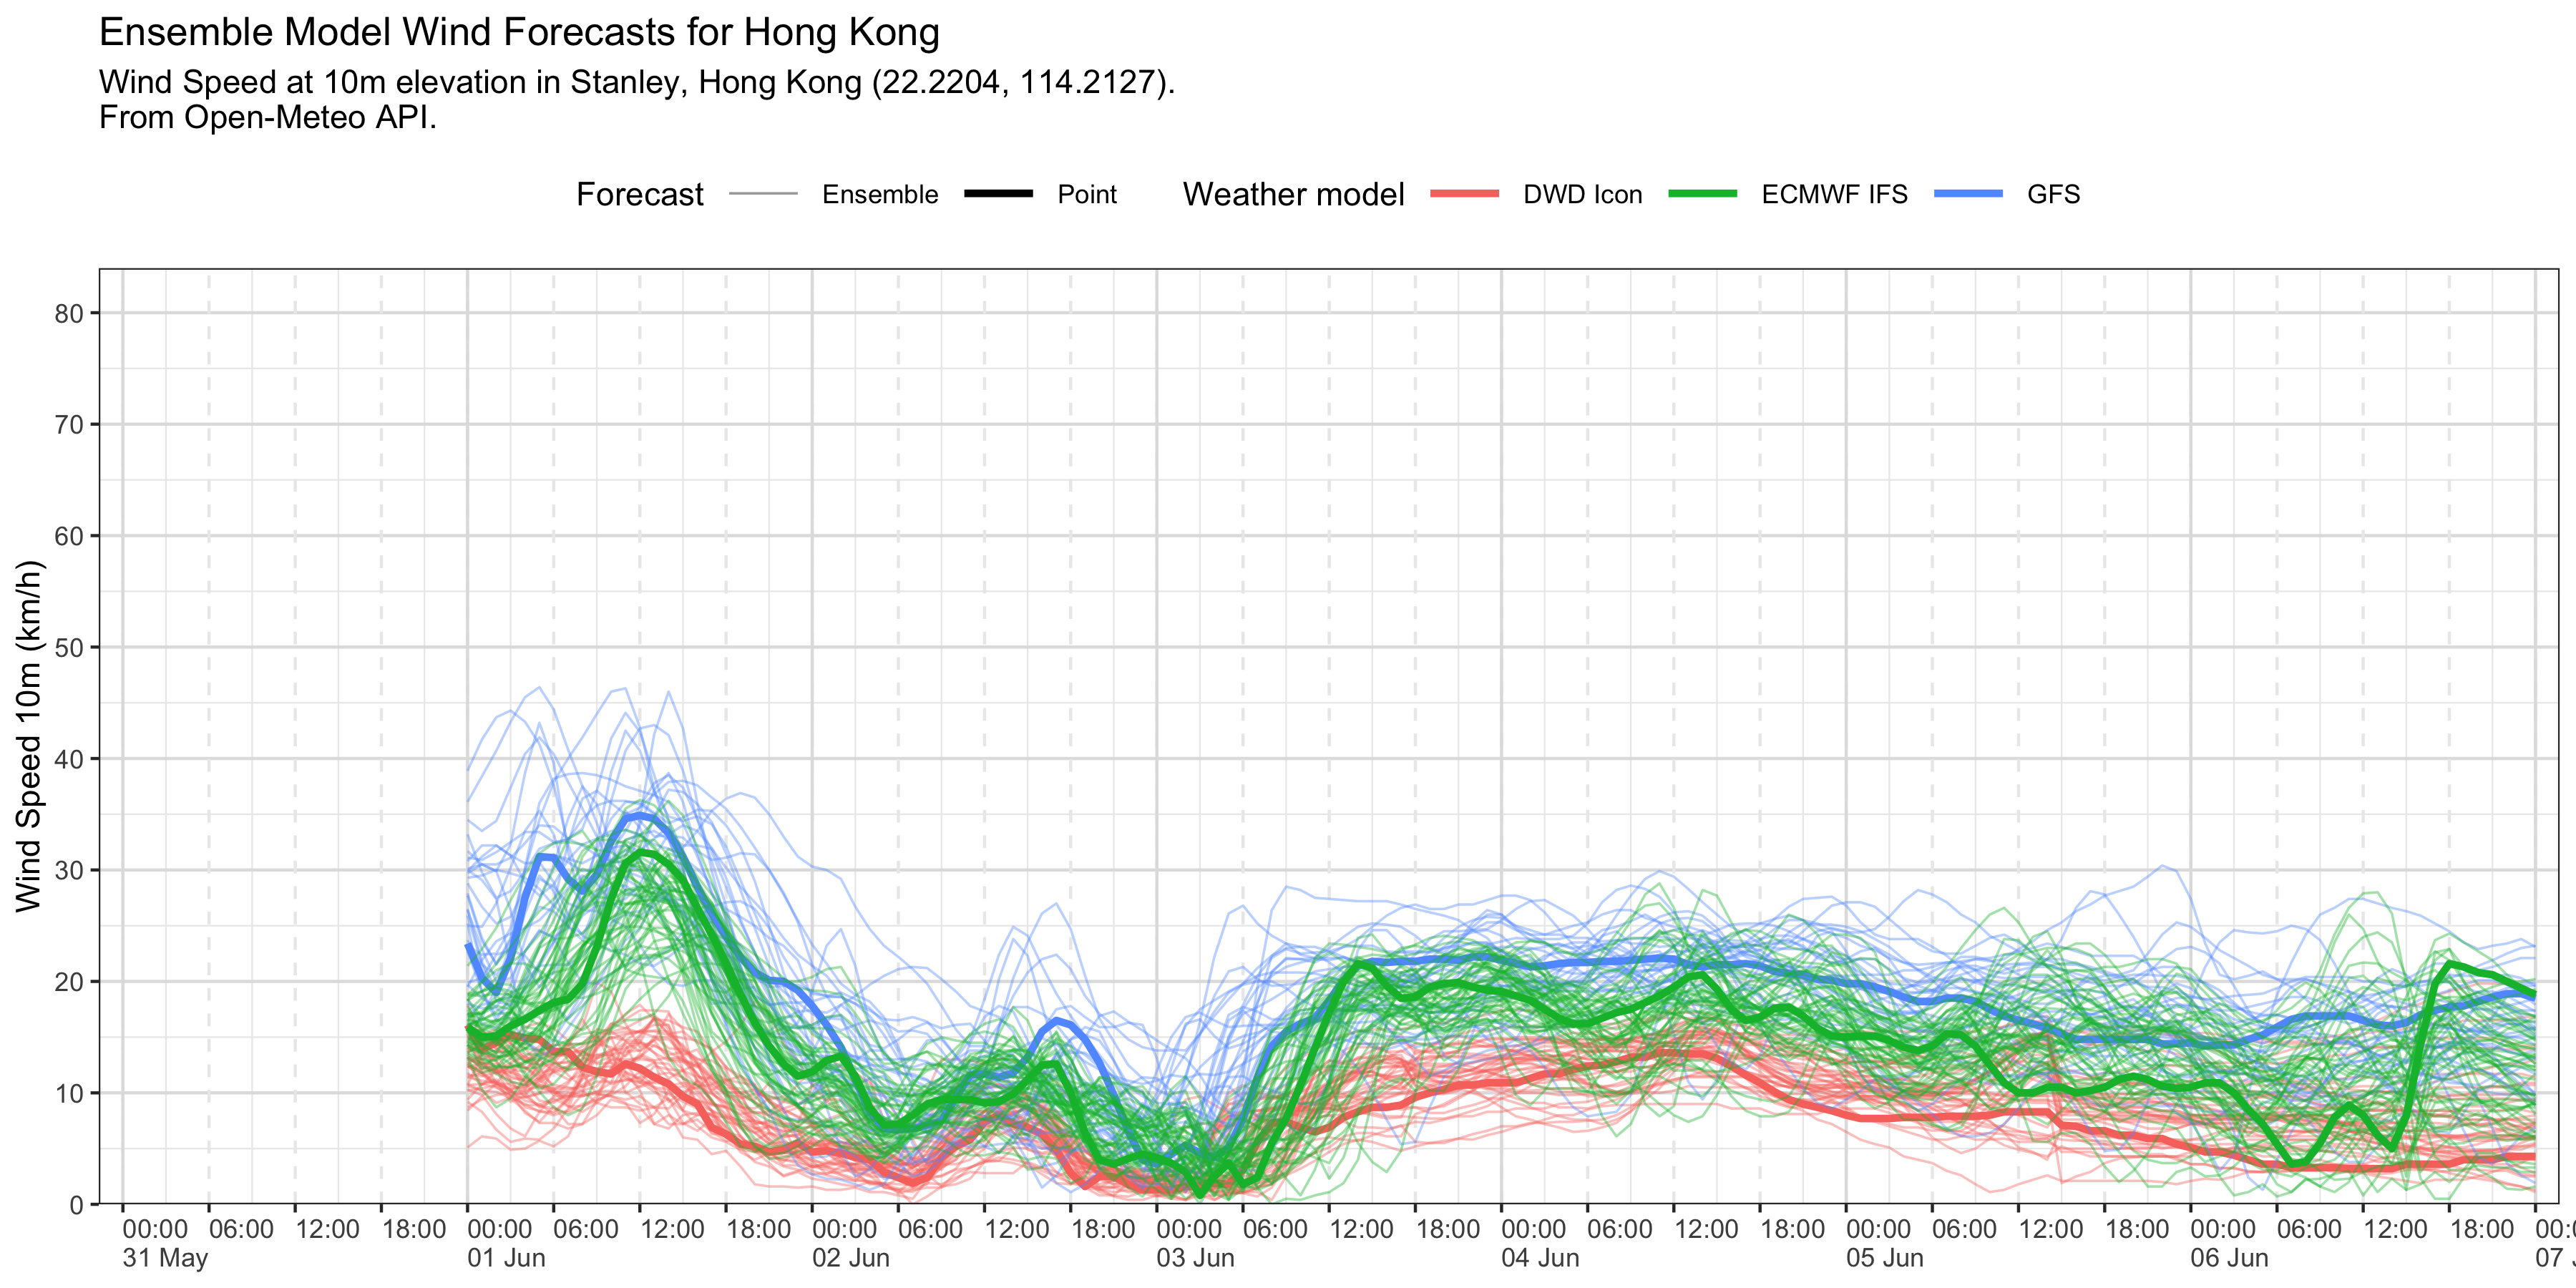 Ensemble Model Wind Forecasts for Hong Kong
Wind Speed at 10m elevation in Stanley, Hong Kong (22.2204, 114.2127).
From Open-Meteo API.
Forecast Ensemble Point Weather model DWD Icon ECMWF IFS GFS
Wind Speed 10m (km/h)
80
70
60
50
40
30
20
10
0
00:00 06:00 12:00 18:00 00:00 06:00 12:00 18:00 00:00 06:00 12:00 18:00 00:00 06:00 12:00 18:00 00:00 06:00 12:00 18:00 00:00 06:00 12:00 18:00 00:00 06:00 12:00 18:00
31 May 01 Jun 02 Jun 03 Jun 04 Jun 05 Jun 06 Jun 07